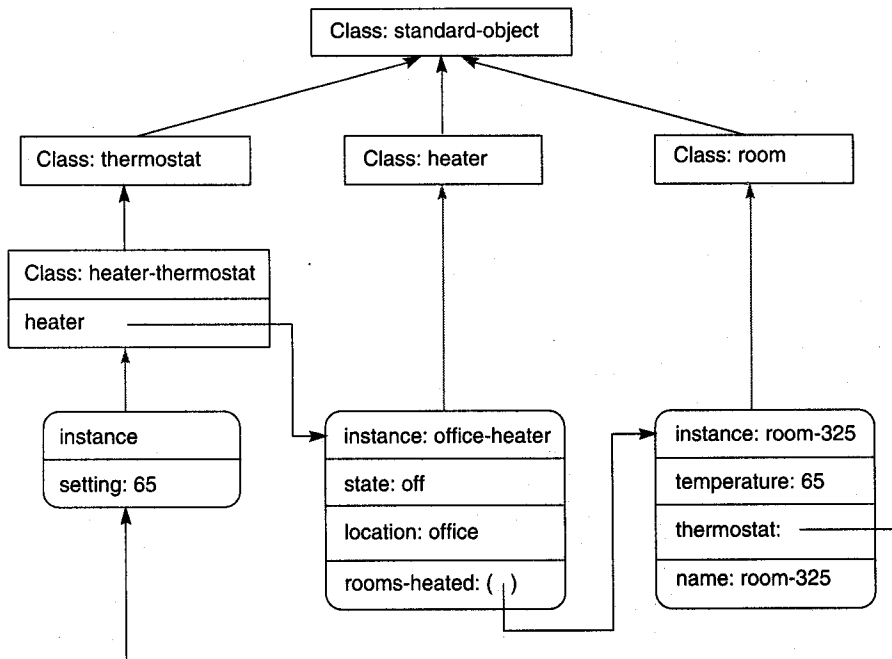 Class: standard-object
Class: thermostat
Class: heater
Class: room
Class: heater-thermostat
heater
instance
setting: 65
instance: office-heater
state: off
location: office
rooms-heated: ( )
instance: room-325
temperature: 65
thermostat:
name: room-325